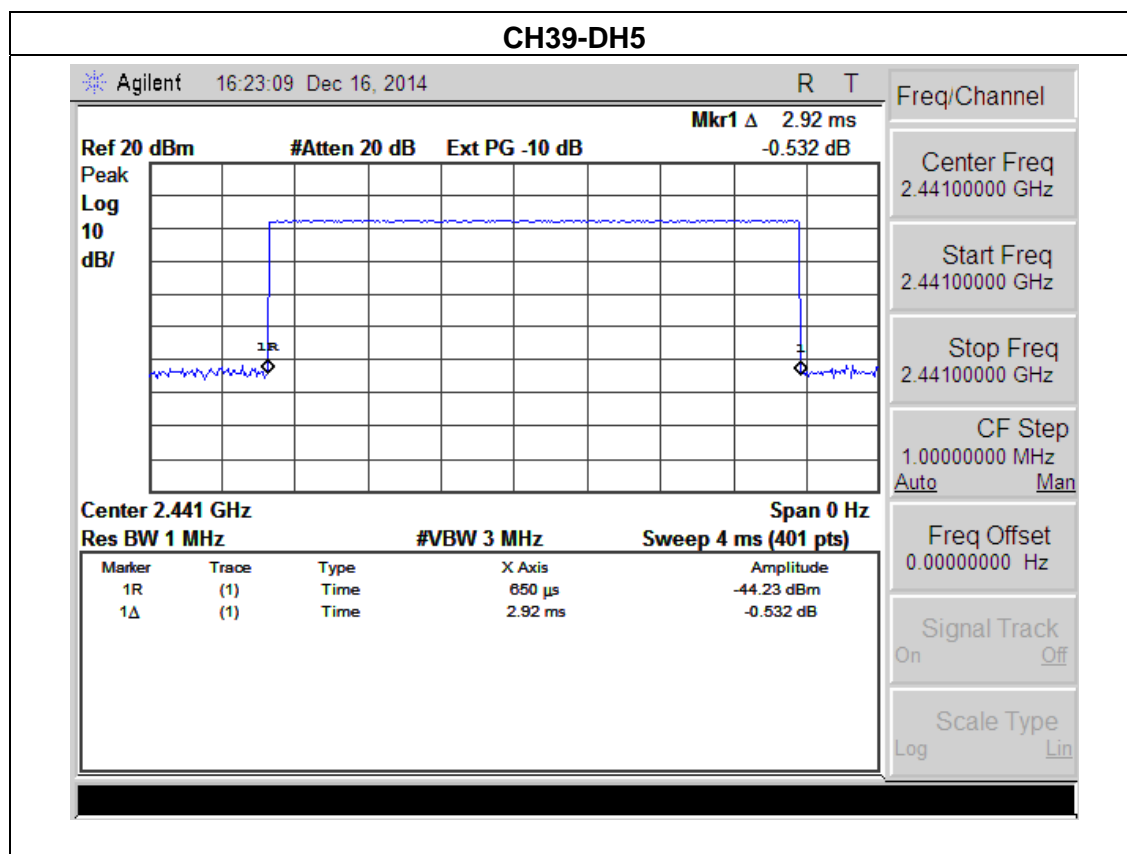 CH39-DH5
Agilent 16:23:09 Dec 16, 2014 R T
Mkr1 Δ 2.92 ms
Ref 20 dBm #Atten 20 dB Ext PG -10 dB -0.532 dB
Peak
Log
10
dB/
1R
1
Center 2.441 GHz Span 0 Hz
Res BW 1 MHz #VBW 3 MHz Sweep 4 ms (401 pts)
Marker Trace Type X Axis Amplitude
1R (1) Time 650 µs -44.23 dBm
1Δ (1) Time 2.92 ms -0.532 dB
Freq/Channel
Center Freq
2.44100000 GHz
Start Freq
2.44100000 GHz
Stop Freq
2.44100000 GHz
CF Step
1.00000000 MHz
Auto Man
Freq Offset
0.00000000 Hz
Signal Track
On Off
Scale Type
Log Lin